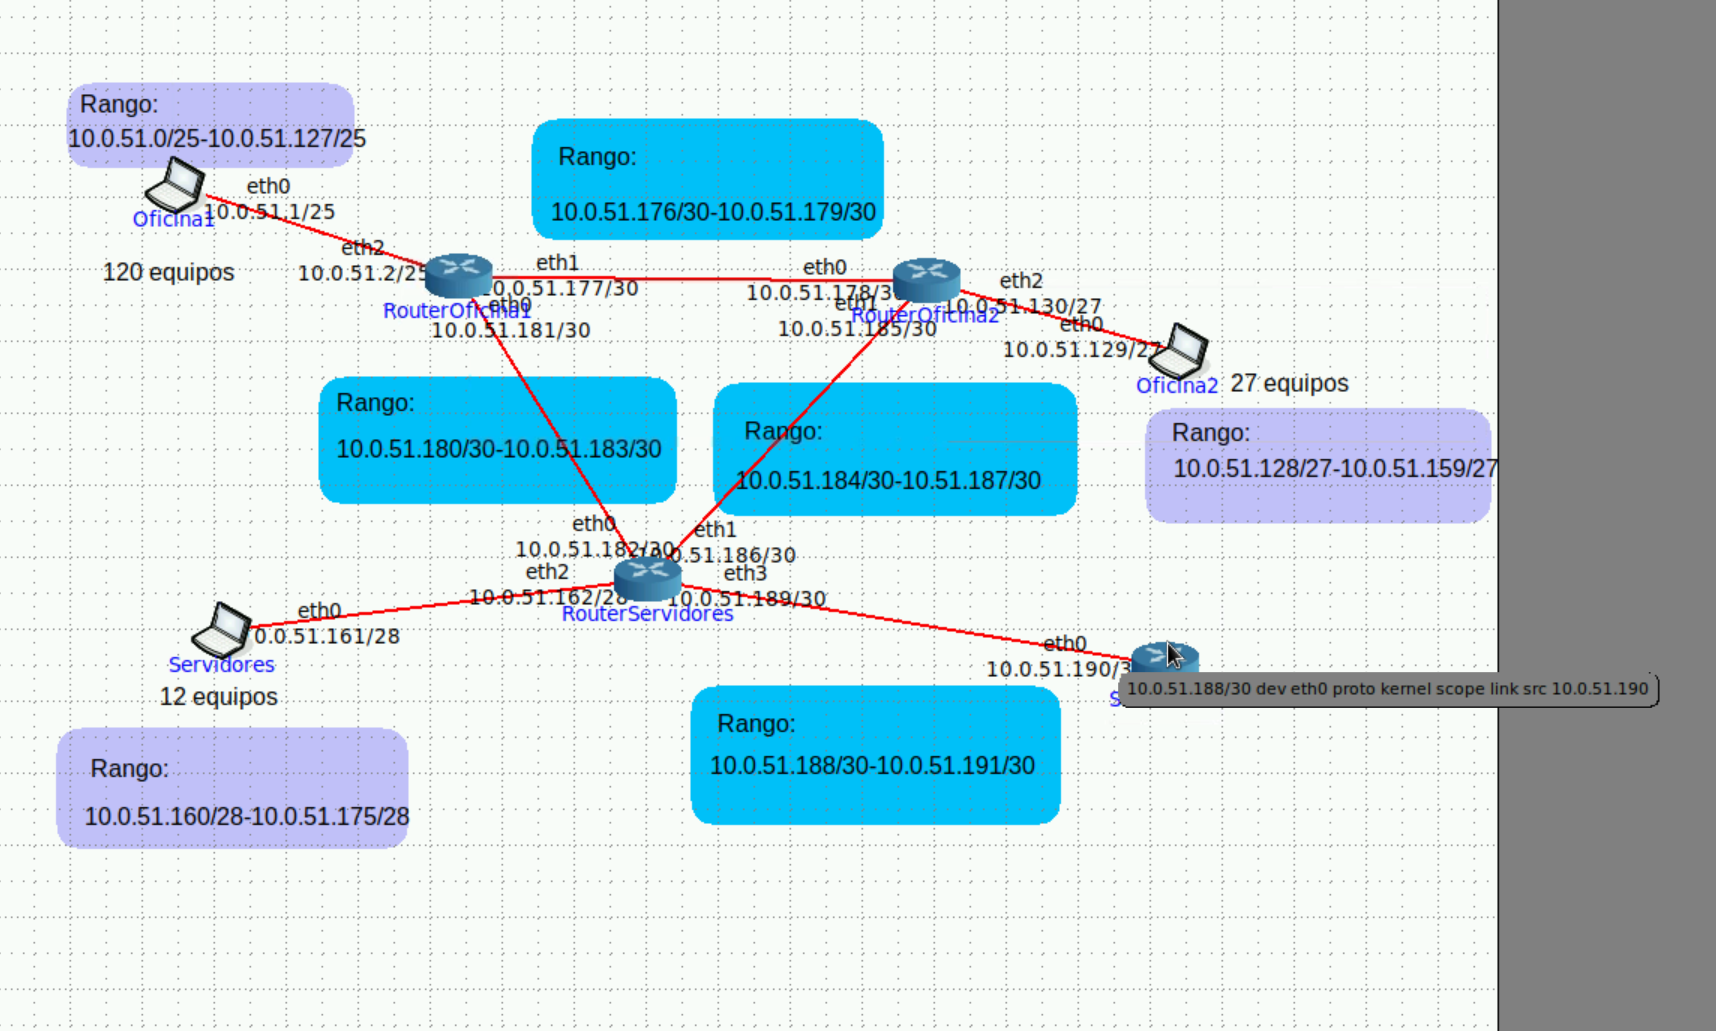 Rango:
10.0.51.0/25-10.0.51.127/25
eth0
10.0.51.1/25
Oficina1
120 equipos
eth2
10.0.51.2/25
RouterOficina1
eth1
10.0.51.177/30
eth0
10.0.51.181/30
Rango:
10.0.51.176/30-10.0.51.179/30
eth0
10.0.51.178/30
eth1
10.0.51.185/30
RouterOficina2
eth2
10.0.51.130/27
eth0
10.0.51.129/27
Oficina2
27 equipos
Rango:
10.0.51.128/27-10.0.51.159/27
Rango:
10.0.51.180/30-10.0.51.183/30
Rango:
10.0.51.184/30-10.51.187/30
eth0
10.0.51.182/30
eth1
10.0.51.186/30
eth2
10.0.51.162/28
eth3
10.0.51.189/30
RouterServidores
eth0
0.0.51.161/28
Servidores
12 equipos
Rango:
10.0.51.160/28-10.0.51.175/28
eth0
10.0.51.190/3
10.0.51.188/30 dev eth0 proto kernel scope link src 10.0.51.190
Rango:
10.0.51.188/30-10.0.51.191/30